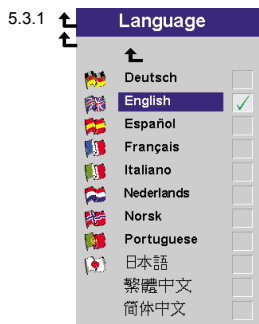 5.3.1 Language
Deutsch
English
Español
Français
Italiano
Nederlands
Norsk
Portuguese
日本語
繁體中文
简体中文